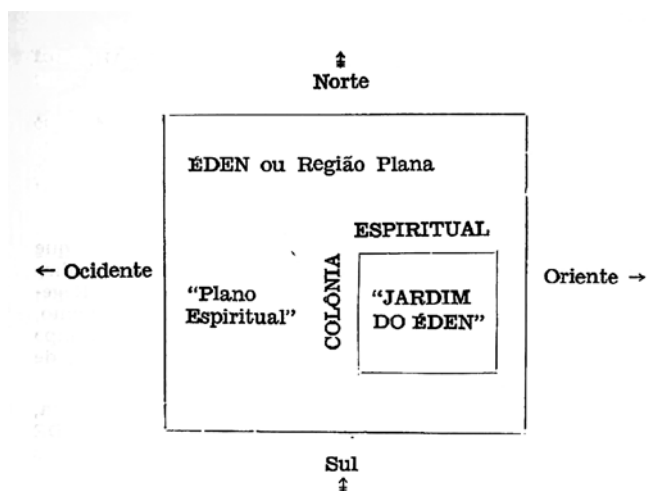 Norte
ÉDEN ou Região Plana
ESPIRITUAL
← Ocidente
Oriente →
"Plano
Espiritual"
COLÔNIA
"JARDIM
DO ÉDEN"
Sul